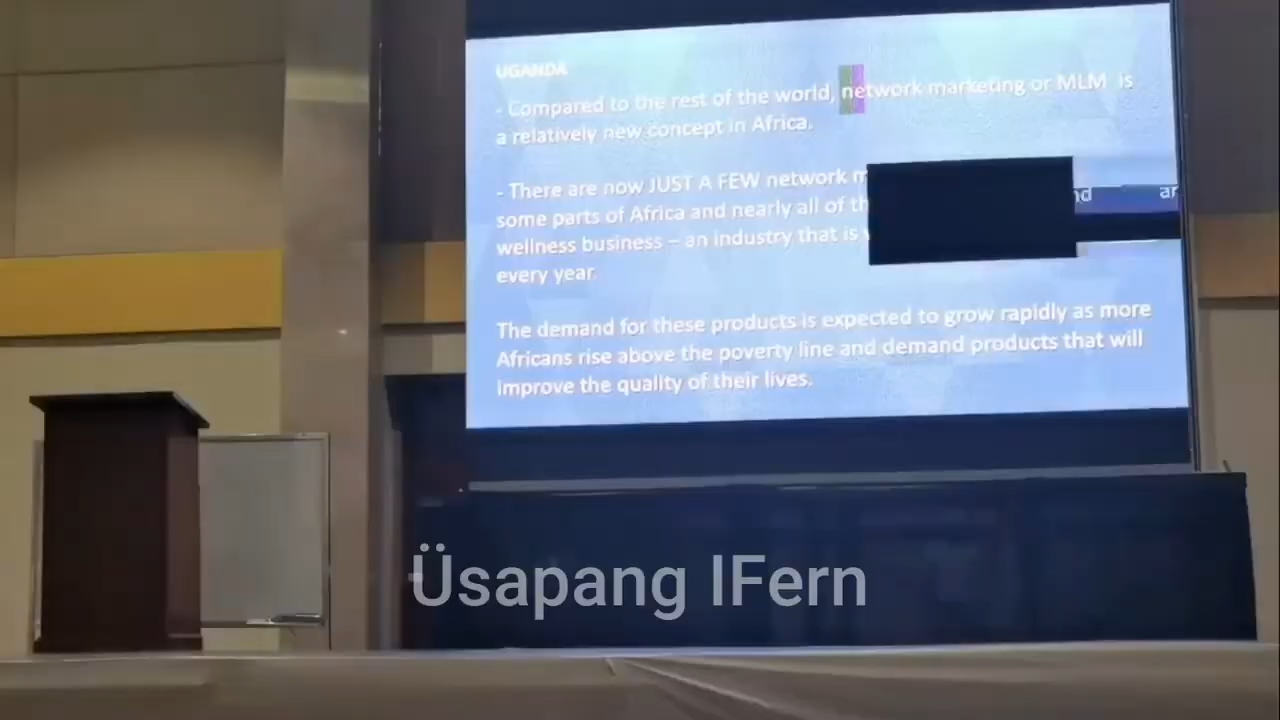 UGANDA
- Compared to the rest of the world, network marketing or MLM is
a relatively new concept in Africa.
- There are now JUST A FEW network
some parts of Africa and nearly all of
wellness business – an industry that is
every year.
The demand for these products is expected to grow rapidly as more
Africans rise above the poverty line and demand products that will
improve the quality of their lives.
Üsapang IFern